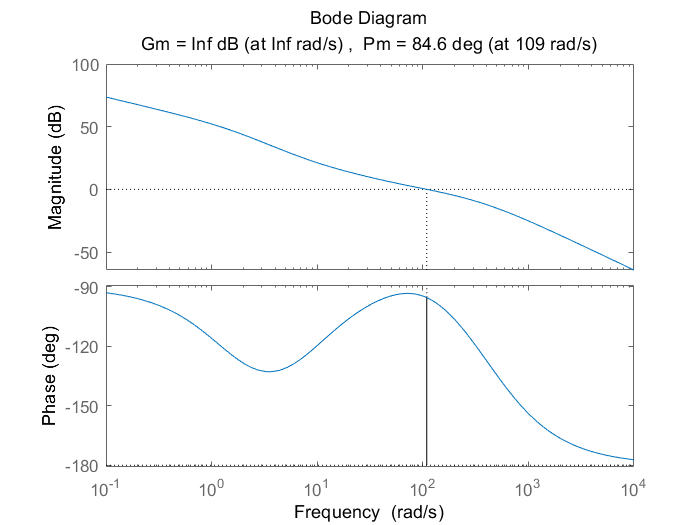 Bode Diagram
Gm = Inf dB (at Inf rad/s) , Pm = 84.6 deg (at 109 rad/s)
100
50
0
-50
Magnitude (dB)
-90
-120
-150
-180
Phase (deg)
10^-1
10^0
10^1
10^2
10^3
10^4
Frequency (rad/s)